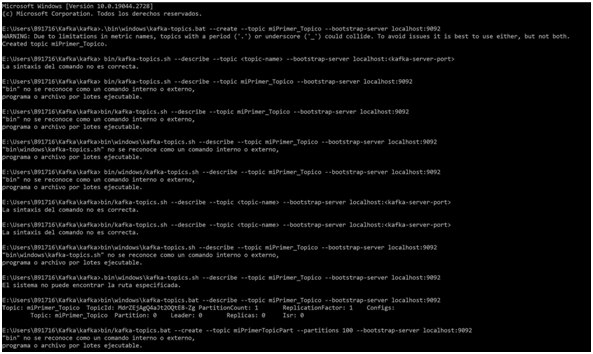 Microsoft Windows [Versión 10.0.19044.2728]
(c) Microsoft Corporation. Todos los derechos reservados.
E:\Users\B91716\Kafka\kafka>.\bin\windows\kafka-topics.bat --create --topic miPrimer_Topico --bootstrap-server localhost:9092
WARNING: Due to limitations in metric names, topics with a period ('.') or underscore ('_') could collide. To avoid issues it is best to use either, but not both.
Created topic miPrimer_Topico.
E:\Users\B91716\Kafka\kafka> bin/kafka-topics.sh --describe --topic <topic-name> --bootstrap-server localhost:<kafka-server-port>
La sintaxis del comando no es correcta.
E:\Users\B91716\Kafka\kafka> bin/kafka-topics.sh --describe --topic miPrimer_Topico --bootstrap-server localhost:9092
"bin" no se reconoce como un comando interno o externo,
programa o archivo por lotes ejecutable.
E:\Users\B91716\Kafka\kafka>bin/kafka-topics.sh --describe --topic miPrimer_Topico --bootstrap-server localhost:9092
"bin" no se reconoce como un comando interno o externo,
programa o archivo por lotes ejecutable.
E:\Users\B91716\Kafka\kafka>bin\windows\kafka-topics.sh --describe --topic miPrimer_Topico --bootstrap-server localhost:9092
"bin\windows\kafka-topics.sh" no se reconoce como un comando interno o externo,
programa o archivo por lotes ejecutable.
E:\Users\B91716\Kafka\kafka> bin/windows/kafka-topics.sh --describe --topic miPrimer_Topico --bootstrap-server localhost:9092
"bin" no se reconoce como un comando interno o externo,
programa o archivo por lotes ejecutable.
E:\Users\B91716\Kafka\kafka>bin/kafka-topics.sh --describe --topic <topic-name> --bootstrap-server localhost:<kafka-server-port>
La sintaxis del comando no es correcta.
E:\Users\B91716\Kafka\kafka>bin/kafka-topics.sh --describe --topic <topic-name> --bootstrap-server localhost:<kafka-server-port>
La sintaxis del comando no es correcta.
E:\Users\B91716\Kafka\kafka>bin\windows\kafka-topics.sh --describe --topic miPrimer_Topico --bootstrap-server localhost:9092
"bin\windows\kafka-topics.sh" no se reconoce como un comando interno o externo,
programa o archivo por lotes ejecutable.
E:\Users\B91716\Kafka\kafka>.bin\windows\kafka-topics.sh --describe --topic miPrimer_Topico --bootstrap-server localhost:9092
El sistema no puede encontrar la ruta especificada.
E:\Users\B91716\Kafka\kafka>bin\windows\kafka-topics.bat --describe --topic miPrimer_Topico --bootstrap-server localhost:9092
Topic: miPrimer_Topico TopicId: MdrZEjAgQ4aJt2OQtE8-Zg PartitionCount: 1 ReplicationFactor: 1 Configs:
Topic: miPrimer_Topico Partition: 0 Leader: 0 Replicas: 0 Isr: 0
E:\Users\B91716\Kafka\kafka>bin/kafka-topics.bat --create --topic miPrimerTopicPart --partitions 100 --bootstrap-server localhost:9092
"bin" no se reconoce como un comando interno o externo,
programa o archivo por lotes ejecutable.